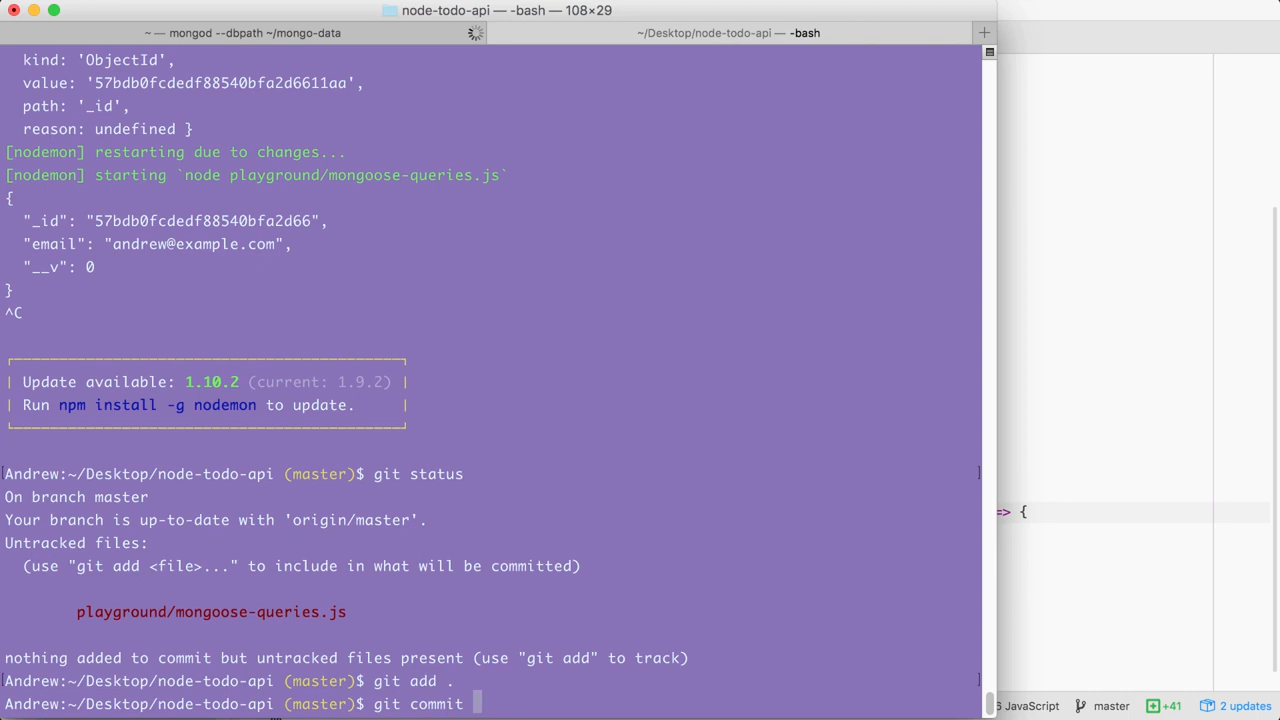 node-todo-api — -bash — 108×29
~ — mongod --dbpath ~/mongo-data
~/Desktop/node-todo-api — -bash
kind: 'ObjectId',
value: '57bdb0fcdedf88540bfa2d6611aa',
path: '_id',
reason: undefined }
[nodemon] restarting due to changes...
[nodemon] starting `node playground/mongoose-queries.js`
{
"_id": "57bdb0fcdedf88540bfa2d66",
"email": "andrew@example.com",
"__v": 0
}
^C
Update available: 1.10.2 (current: 1.9.2)
Run npm install -g nodemon to update.
Andrew:~/Desktop/node-todo-api (master)$ git status
On branch master
Your branch is up-to-date with 'origin/master'.
Untracked files:
(use "git add <file>..." to include in what will be committed)
=> {
playground/mongoose-queries.js
nothing added to commit but untracked files present (use "git add" to track)
Andrew:~/Desktop/node-todo-api (master)$ git add .
Andrew:~/Desktop/node-todo-api (master)$ git commit
6 JavaScript master +41 2 updates